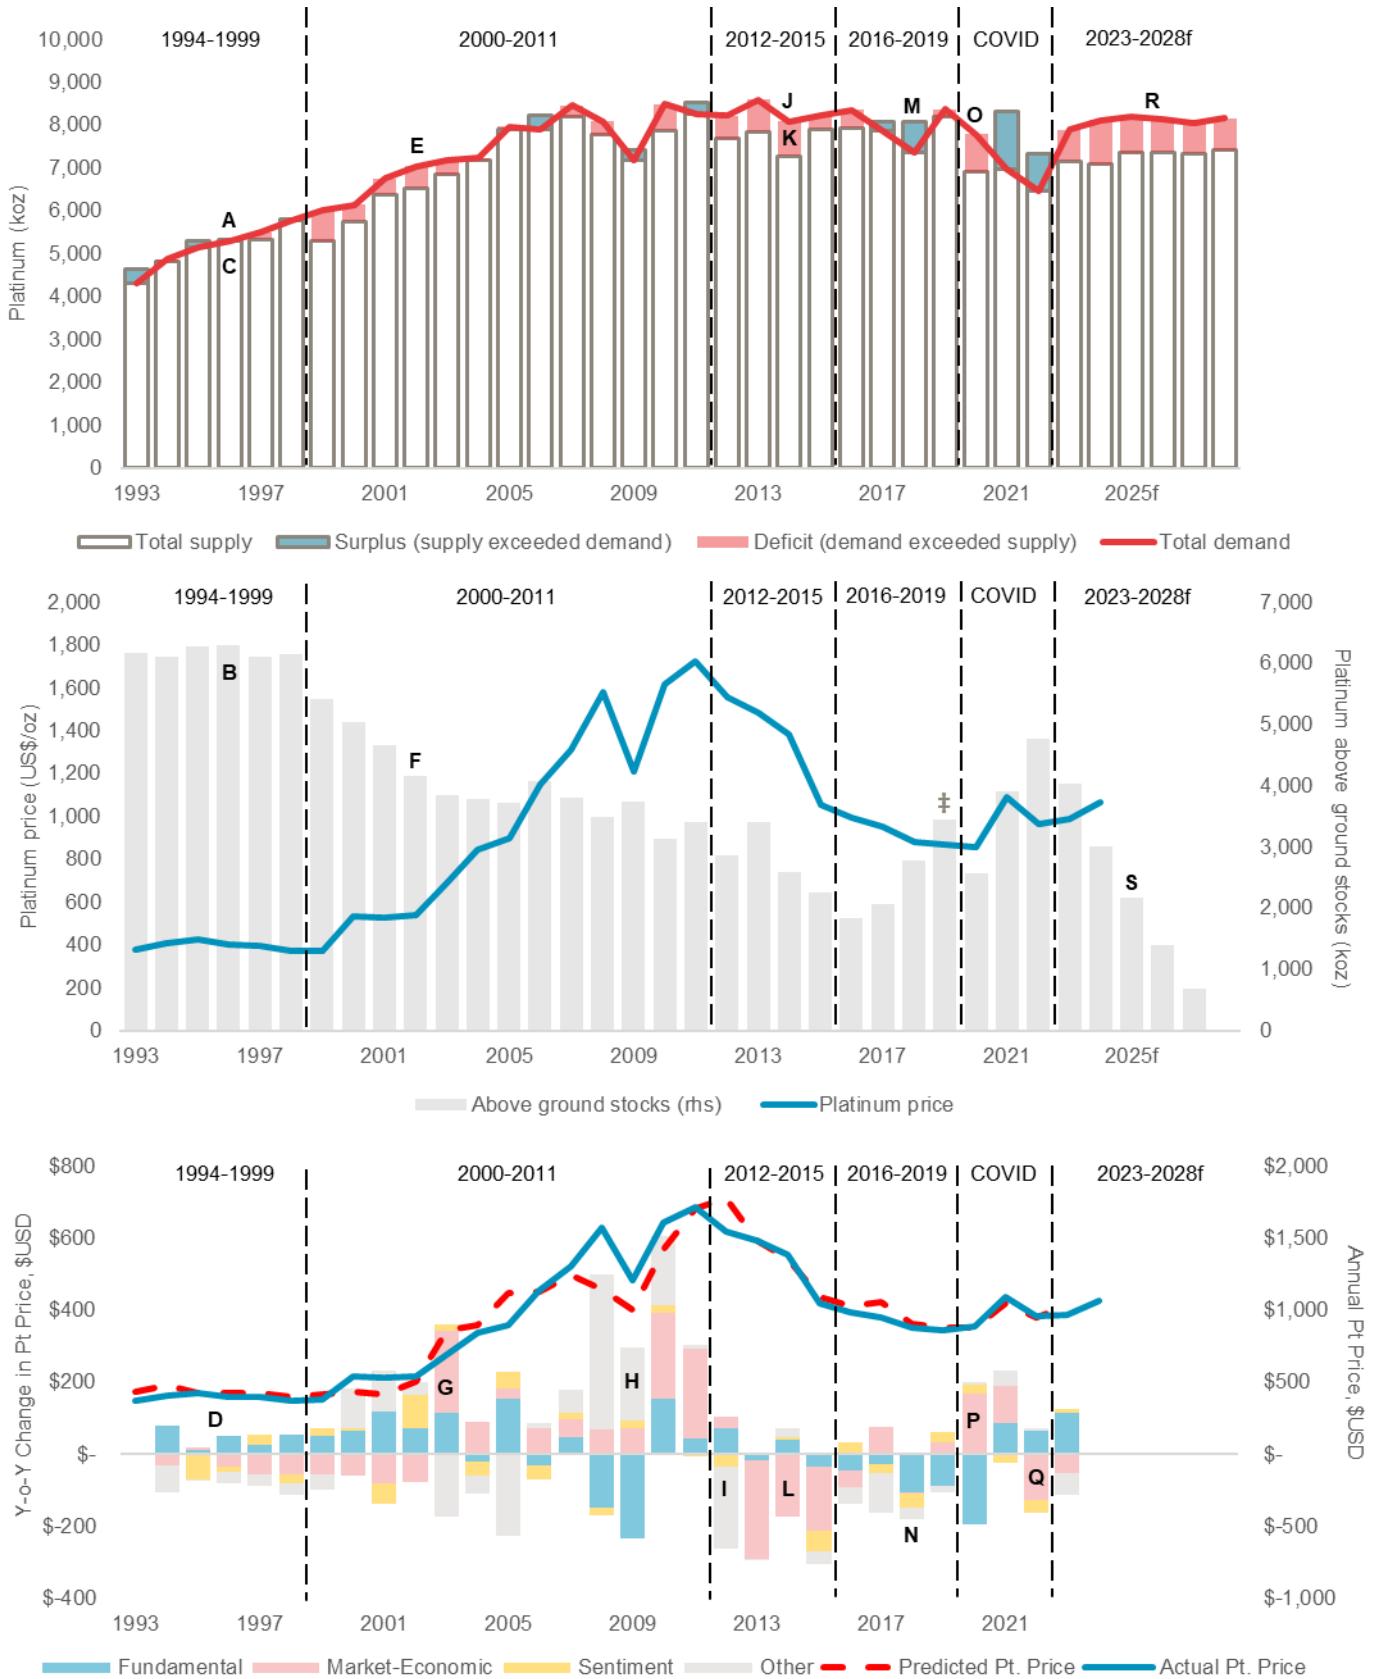 1994-1999 2000-2011 2012-2015 2016-2019 COVID 2023-2028f
Platinum (koz)
10,000
9,000
8,000
7,000
6,000
5,000
4,000
3,000
2,000
1,000
0
A
C
E
J
K
M
O
R
1993 1997 2001 2005 2009 2013 2017 2021 2025f
Total supply Surplus (supply exceeded demand) Deficit (demand exceeded supply) Total demand
1994-1999 2000-2011 2012-2015 2016-2019 COVID 2023-2028f
Platinum price (US$/oz)
2,000
1,800
1,600
1,400
1,200
1,000
800
600
400
200
0
B
F
‡
S
7,000
6,000
5,000
4,000
3,000
2,000
1,000
0
Platinum above ground stocks (koz)
1993 1997 2001 2005 2009 2013 2017 2021 2025f
Above ground stocks (rhs) Platinum price
1994-1999 2000-2011 2012-2015 2016-2019 COVID 2023-2028f
Y-o-Y Change in Pt Price, $USD
$800
$600
$400
$200
$-
$-200
$-400
D
G
H
I
L
N
P
Q
$2,000
$1,500
$1,000
$500
$-
$-500
$-1,000
Annual Pt Price, $USD
1993 1997 2001 2005 2009 2013 2017 2021
Fundamental Market-Economic Sentiment Other Predicted Pt. Price Actual Pt. Price